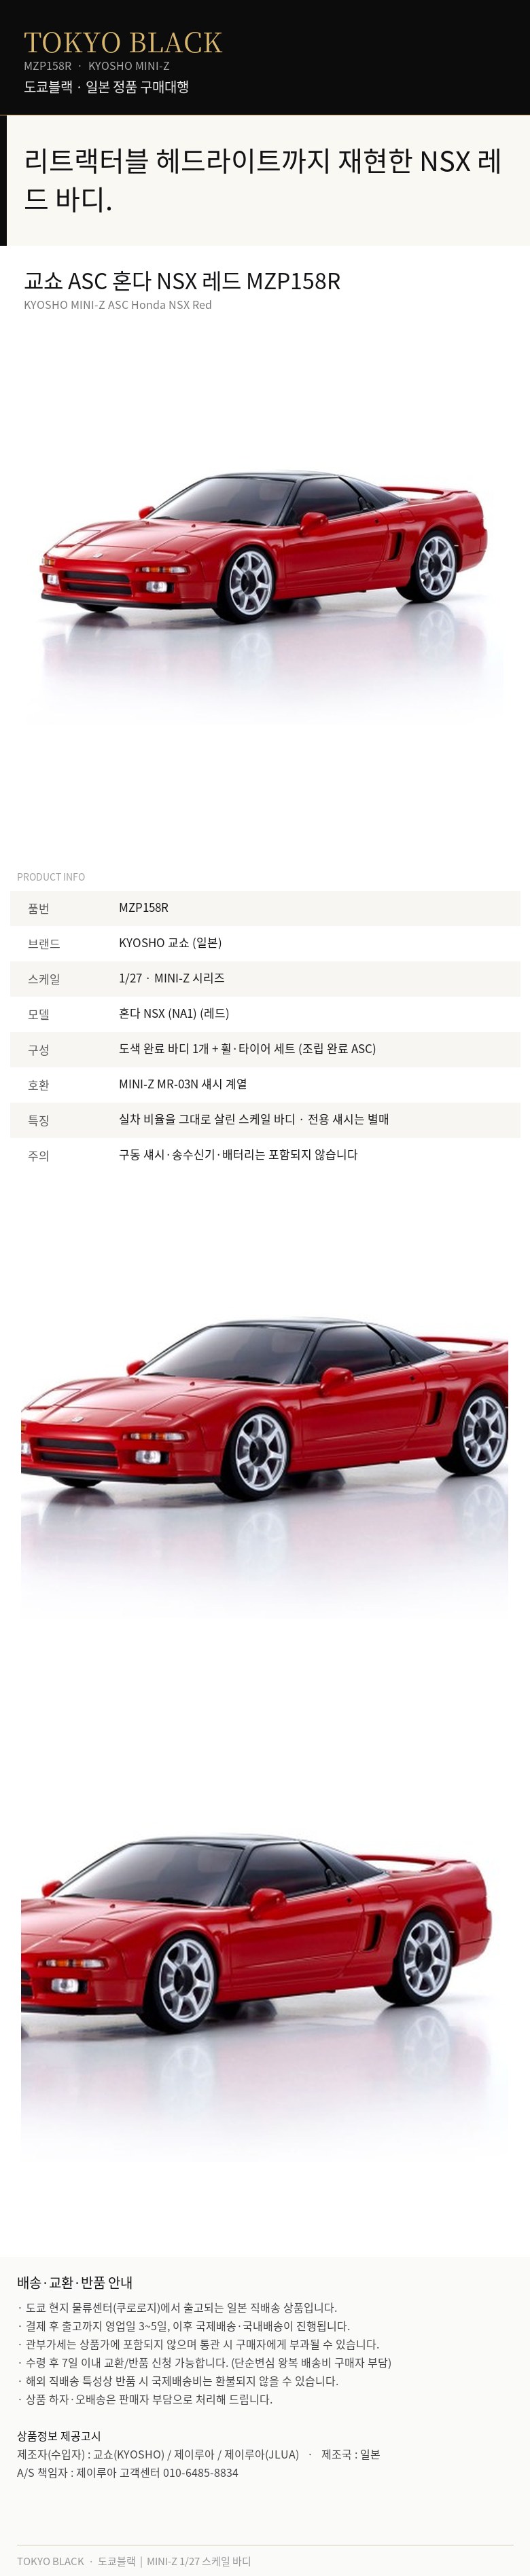 TOKYO BLACK
MZP158R · KYOSHO MINI-Z
도쿄블랙 · 일본 정품 구매대행
리트랙터블 헤드라이트까지 재현한 NSX 레
드 바디.
교쇼 ASC 혼다 NSX 레드 MZP158R
KYOSHO MINI-Z ASC Honda NSX Red
PRODUCT INFO
품번 MZP158R
브랜드 KYOSHO 교쇼 (일본)
스케일 1/27 · MINI-Z 시리즈
모델 혼다 NSX (NA1) (레드)
구성 도색 완료 바디 1개 + 휠·타이어 세트 (조립 완료 ASC)
호환 MINI-Z MR-03N 섀시 계열
특징 실차 비율을 그대로 살린 스케일 바디 · 전용 섀시는 별매
주의 구동 섀시·송수신기·배터리는 포함되지 않습니다
배송·교환·반품 안내
· 도쿄 현지 물류센터(쿠로로지)에서 출고되는 일본 직배송 상품입니다.
· 결제 후 출고까지 영업일 3~5일, 이후 국제배송·국내배송이 진행됩니다.
· 관부가세는 상품가에 포함되지 않으며 통관 시 구매자에게 부과될 수 있습니다.
· 수령 후 7일 이내 교환/반품 신청 가능합니다. (단순변심 왕복 배송비 구매자 부담)
· 해외 직배송 특성상 반품 시 국제배송비는 환불되지 않을 수 있습니다.
· 상품 하자·오배송은 판매자 부담으로 처리해 드립니다.
상품정보 제공고시
제조자(수입자) : 교쇼(KYOSHO) / 제이루아 / 제이루아(JLUA) · 제조국 : 일본
A/S 책임자 : 제이루아 고객센터 010-6485-8834
TOKYO BLACK · 도쿄블랙 | MINI-Z 1/27 스케일 바디